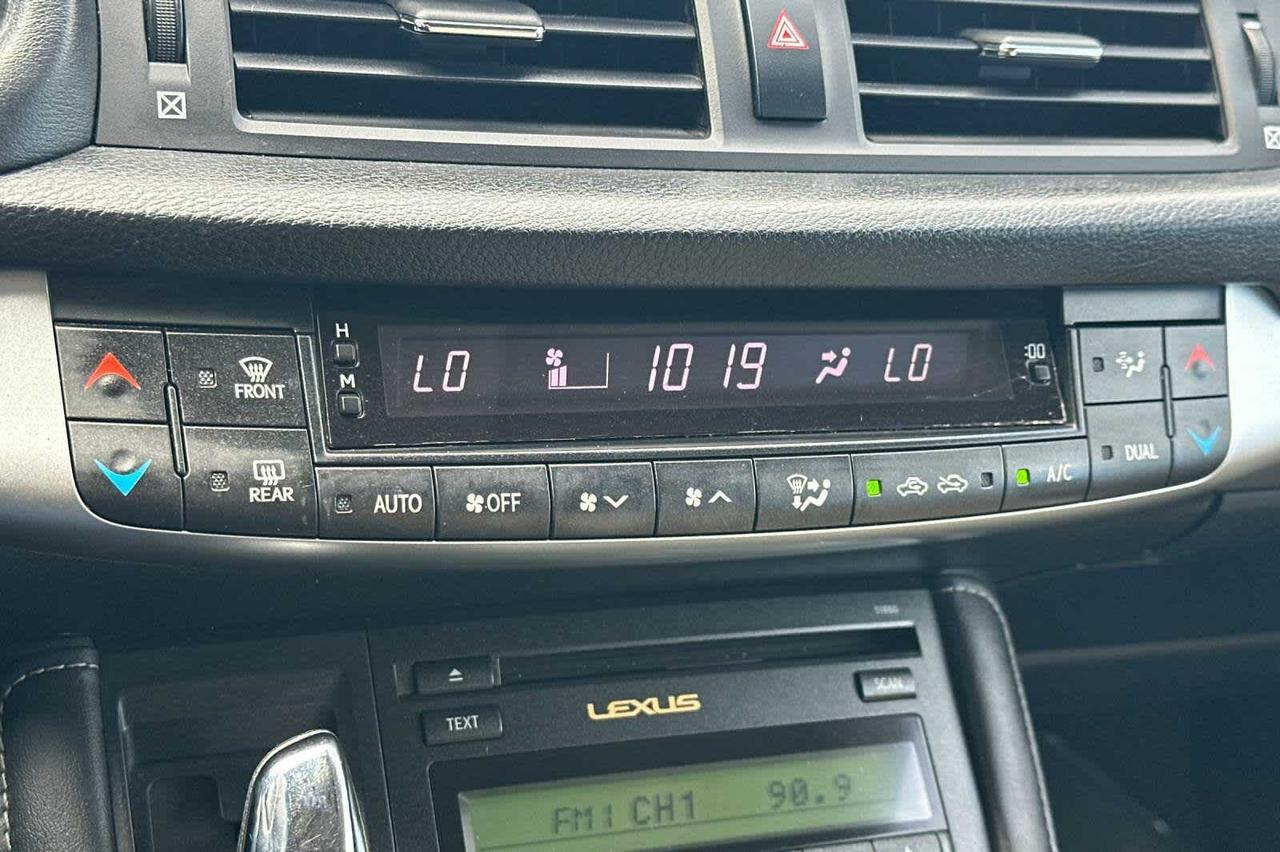 H
M
LO
10 19
LO
:00
FRONT
REAR
AUTO
OFF
A/C
DUAL
SCAN
TEXT
LEXUS
FM1 CH1 90.9